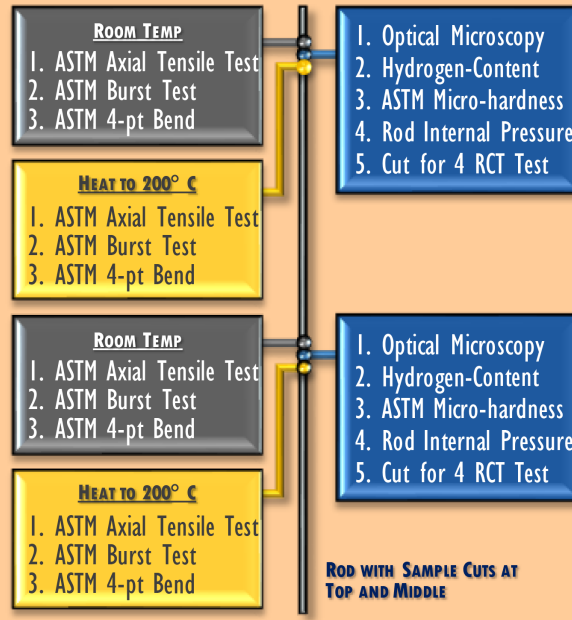 Room Temp
1. ASTM Axial Tensile Test
2. ASTM Burst Test
3. ASTM 4-pt Bend
Heat to 200° C
1. ASTM Axial Tensile Test
2. ASTM Burst Test
3. ASTM 4-pt Bend
1. Optical Microscopy
2. Hydrogen-Content
3. ASTM Micro-hardness
4. Rod Internal Pressure
5. Cut for 4 RCT Test
Room Temp
1. ASTM Axial Tensile Test
2. ASTM Burst Test
3. ASTM 4-pt Bend
Heat to 200° C
1. ASTM Axial Tensile Test
2. ASTM Burst Test
3. ASTM 4-pt Bend
1. Optical Microscopy
2. Hydrogen-Content
3. ASTM Micro-hardness
4. Rod Internal Pressure
5. Cut for 4 RCT Test
Rod with Sample Cuts at
Top and Middle